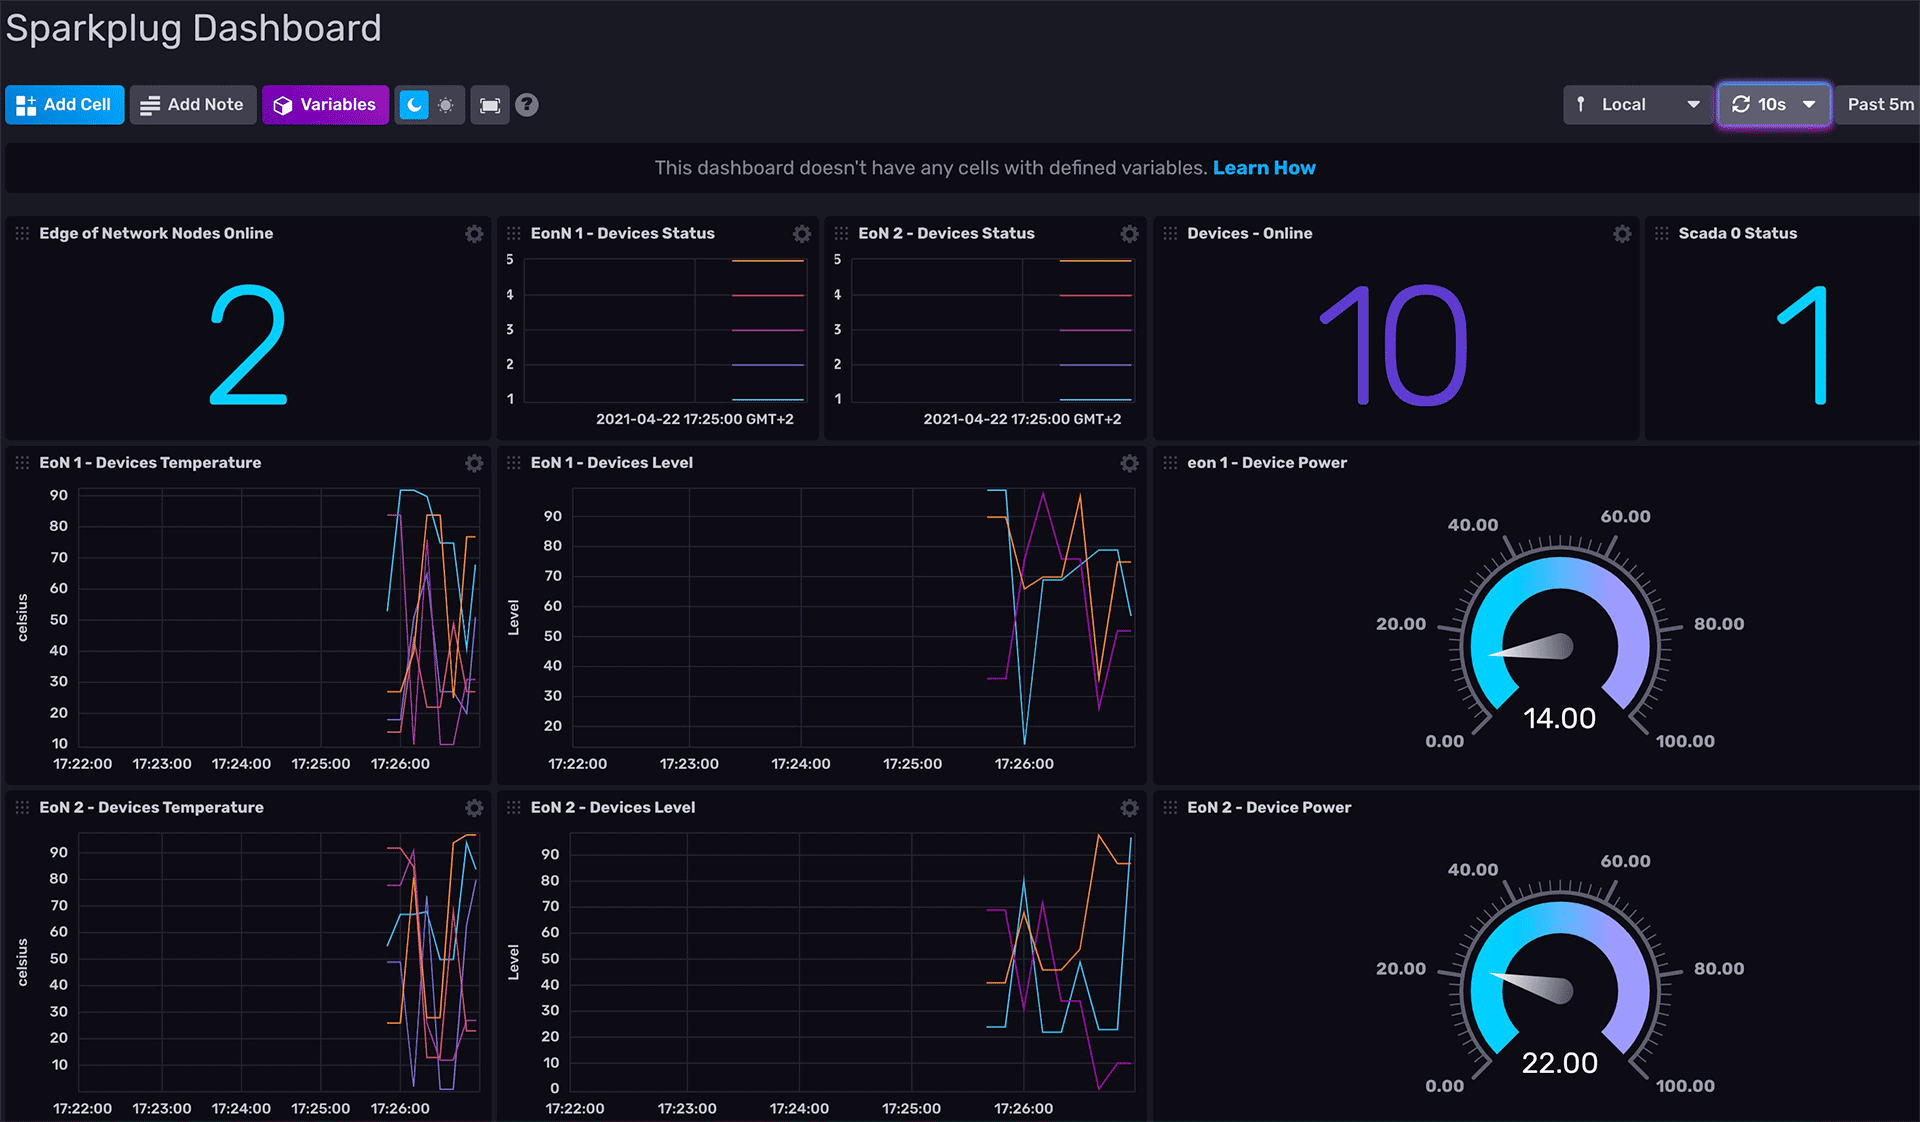 Sparkplug Dashboard
Add Cell
Add Note
Variables
?
Local
10s
Past 5m
This dashboard doesn't have any cells with defined variables. Learn How
Edge of Network Nodes Online
2
EonN 1 - Devices Status
5
4
3
2
1
2021-04-22 17:25:00 GMT+2
EoN 2 - Devices Status
5
4
3
2
1
2021-04-22 17:25:00 GMT+2
Devices - Online
10
Scada 0 Status
1
EoN 1 - Devices Temperature
celsius
90
80
70
60
50
40
30
20
10
17:22:00 17:23:00 17:24:00 17:25:00 17:26:00
EoN 1 - Devices Level
Level
90
80
70
60
50
40
30
20
17:22:00 17:23:00 17:24:00 17:25:00 17:26:00
eon 1 - Device Power
40.00 60.00
20.00 80.00
14.00
0.00 100.00
EoN 2 - Devices Temperature
celsius
90
80
70
60
50
40
30
20
10
17:22:00 17:23:00 17:24:00 17:25:00 17:26:00
EoN 2 - Devices Level
Level
90
80
70
60
50
40
30
20
10
0
17:22:00 17:23:00 17:24:00 17:25:00 17:26:00
EoN 2 - Device Power
40.00 60.00
20.00 80.00
22.00
0.00 100.00